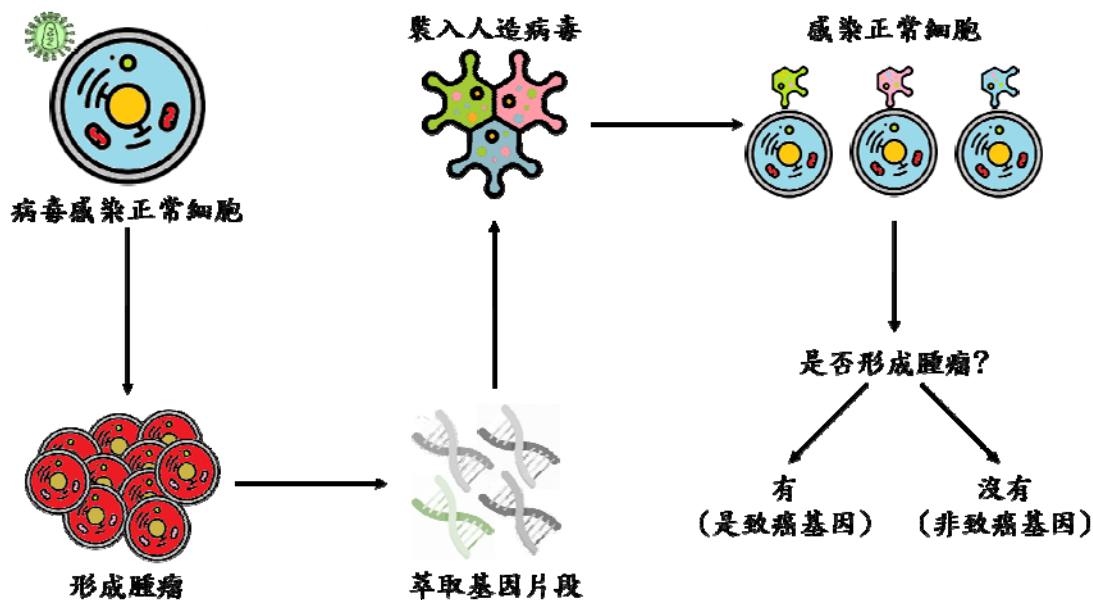 病毒感染正常細胞
形成腫瘤
萃取基因片段
裝入人造病毒
感染正常細胞
是否形成腫瘤?
有
(是致癌基因)
沒有
(非致癌基因)